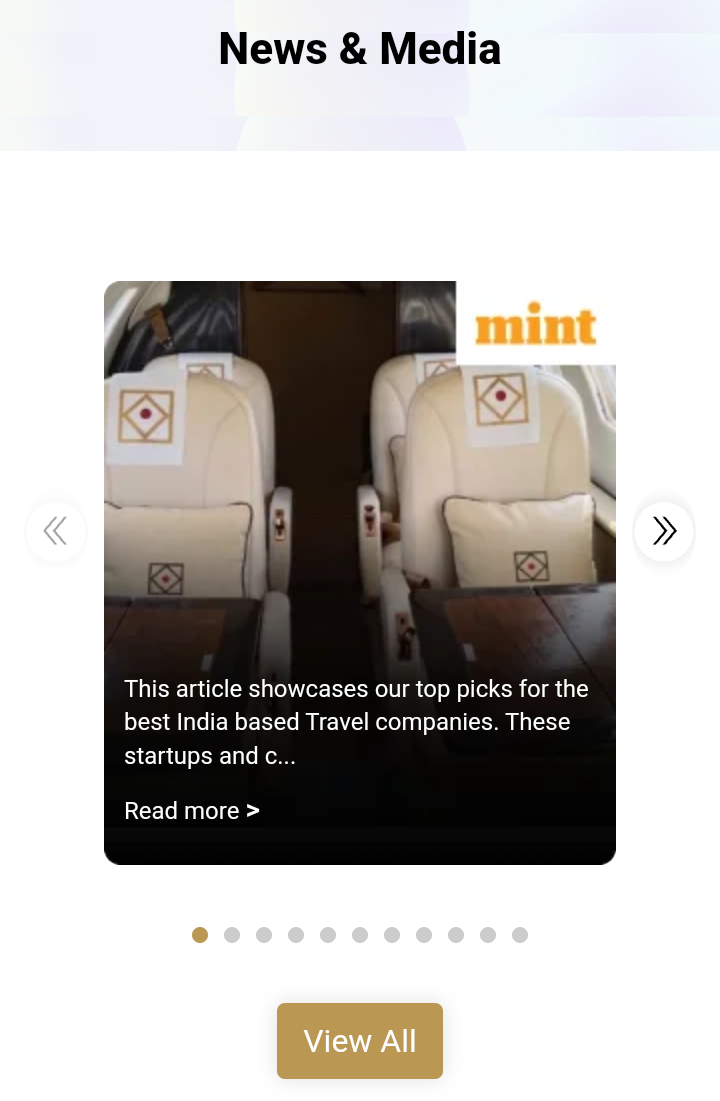 News & Media
mint
This article showcases our top picks for the
best India based Travel companies. These
startups and c...
Read more >
View All